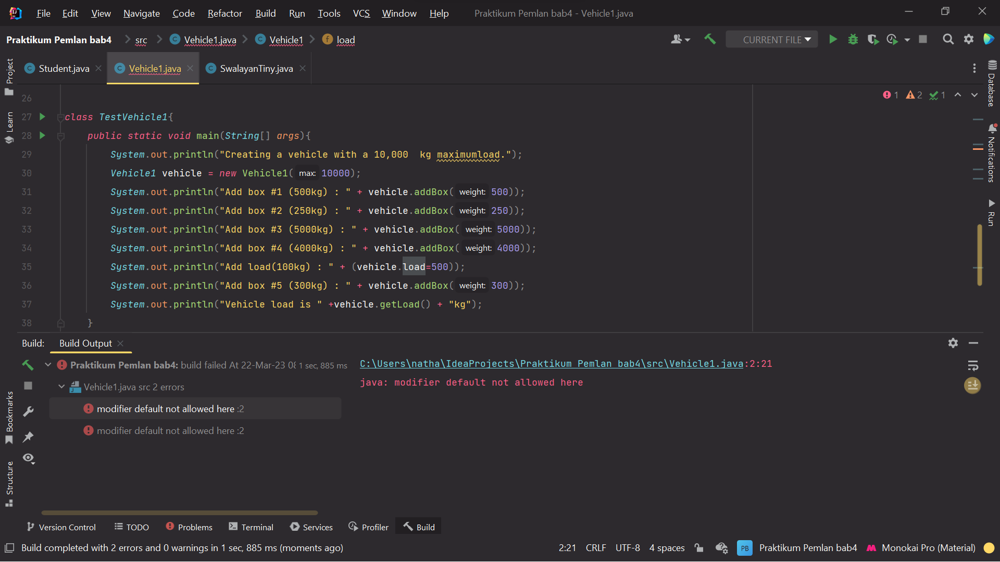 File Edit View Navigate Code Refactor Build Run Tools VCS Window Help Praktikum Pemlan bab4 - Vehicle1.java
Praktikum Pemlan bab4 src Vehicle1.java Vehicle1 load CURRENT FILE
Student.java Vehicle1.java SwalayanTiny.java
Project
Learn
Bookmarks
Structure
Database
Notifications
Run
1 2 1
26
27 class TestVehicle1{
28 public static void main(String[] args){
29 System.out.println("Creating a vehicle with a 10,000  kg maximumload.");
30 Vehicle1 vehicle = new Vehicle1( max: 10000);
31 System.out.println("Add box #1 (500kg) : " + vehicle.addBox( weight: 500));
32 System.out.println("Add box #2 (250kg) : " + vehicle.addBox( weight: 250));
33 System.out.println("Add box #3 (5000kg) : " + vehicle.addBox( weight: 5000));
34 System.out.println("Add box #4 (4000kg) : " + vehicle.addBox( weight: 4000));
35 System.out.println("Add load(100kg) : " + (vehicle.load=500));
36 System.out.println("Add box #5 (300kg) : " + vehicle.addBox( weight: 300));
37 System.out.println("Vehicle load is " +vehicle.getLoad() + "kg");
38 }
Build: Build Output
Praktikum Pemlan bab4: build failed At 22-Mar-23 08 1 sec, 885 ms
Vehicle1.java src 2 errors
modifier default not allowed here :2
modifier default not allowed here :2
C:\Users\natha\IdeaProjects\Praktikum Pemlan bab4\src\Vehicle1.java:2:21
java: modifier default not allowed here
Version Control TODO Problems Terminal Services Profiler Build
Build completed with 2 errors and 0 warnings in 1 sec, 885 ms (moments ago) 2:21 CRLF UTF-8 4 spaces PB Praktikum Pemlan bab4 Monokai Pro (Material)